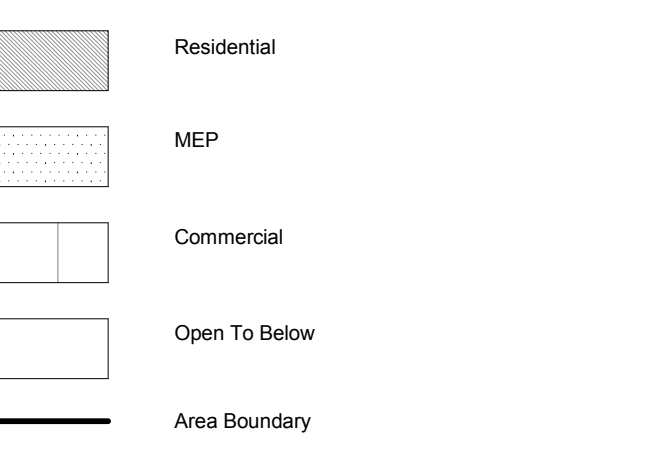 Residential
MEP
Commercial
Open To Below
Area Boundary